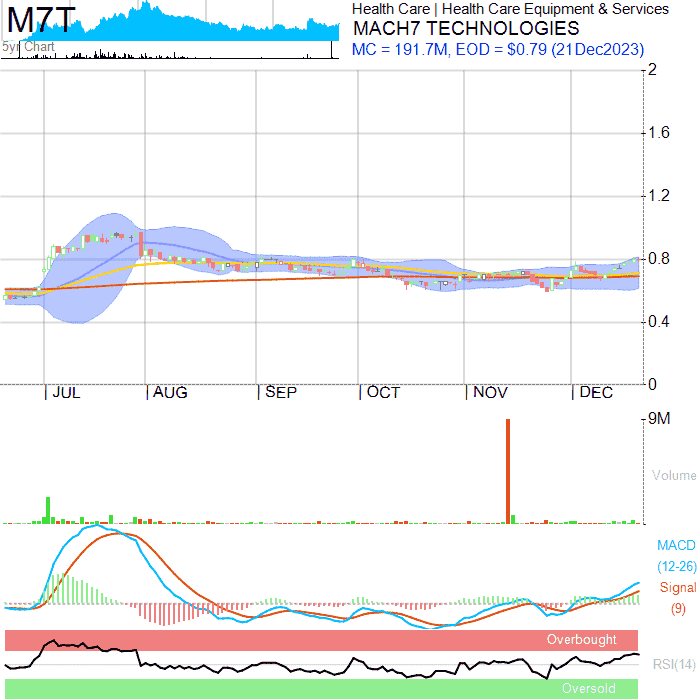 M7T
Health Care | Health Care Equipment & Services
MACH7 TECHNOLOGIES
5yr Chart
MC = 191.7M, EOD = $0.79 (21Dec2023)
2
1.6
1.2
0.8
0.4
0
JUL AUG SEP OCT NOV DEC
9M
Volume
MACD
(12-26)
Signal
(9)
Overbought
RSI(14)
Oversold